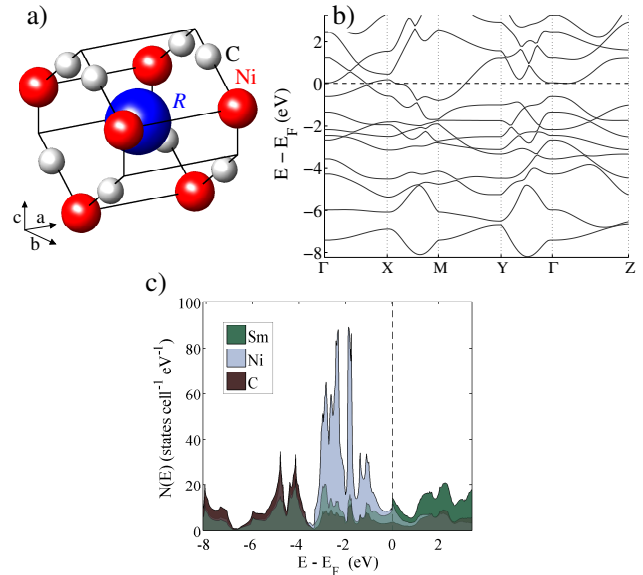 a)
C
Ni
R
c
a
b
b)
E − E_F (eV)
2
0
−2
−4
−6
−8
Γ X M Y Γ Z
c)
N(E) (states cell⁻¹ eV⁻¹)
100
80
60
40
20
0
Sm
Ni
C
-8 -6 -4 -2 0 2
E - E_F (eV)